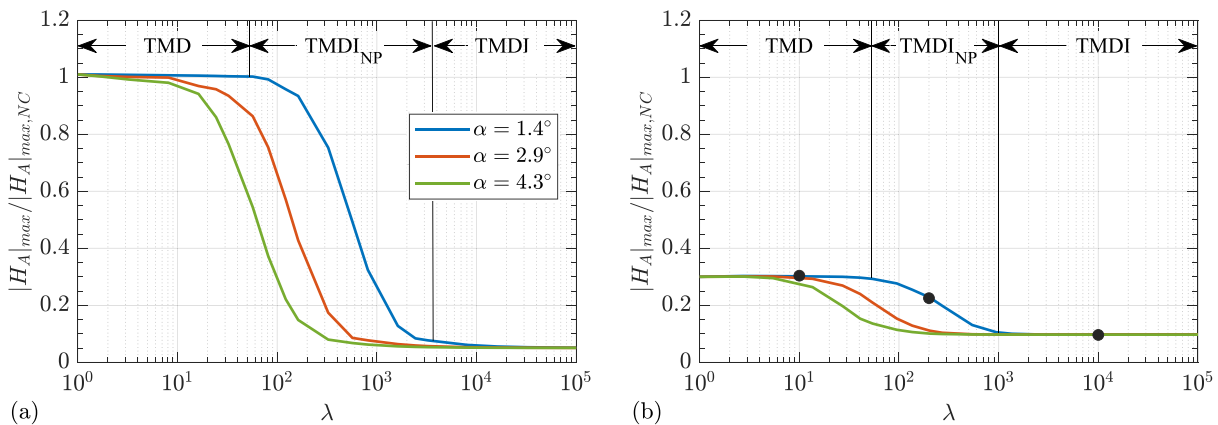 1.2
1
0.8
0.6
0.4
0.2
0
|H_A|_max/|H_A|_max,NC
TMD
TMDI_NP
TMDI
α = 1.4°
α = 2.9°
α = 4.3°
10^0
10^1
10^2
10^3
10^4
10^5
λ
(a)
1.2
1
0.8
0.6
0.4
0.2
0
|H_A|_max/|H_A|_max,NC
TMD
TMDI_NP
TMDI
10^0
10^1
10^2
10^3
10^4
10^5
λ
(b)